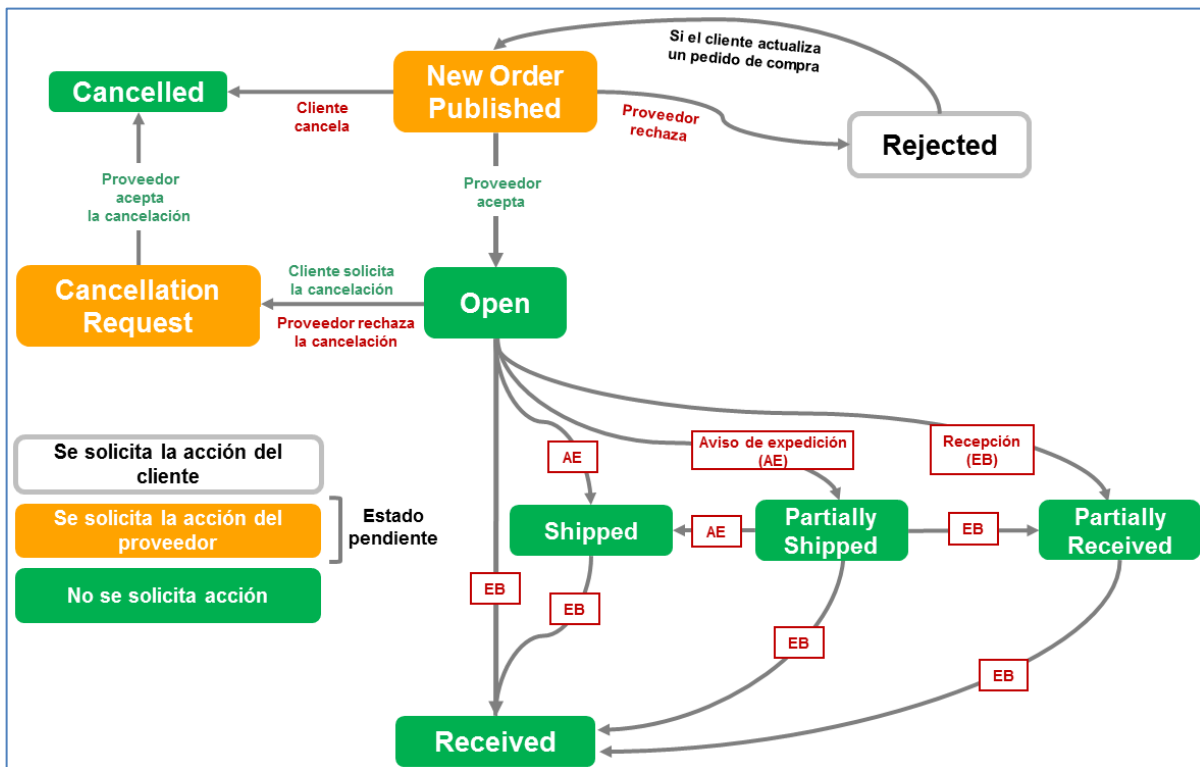 Si el cliente actualiza
un pedido de compra
New Order
Published
Cancelled
Cliente
cancela
Proveedor
rechaza
Rejected
Proveedor
acepta
la cancelación
Proveedor
acepta
Cancellation
Request
Cliente solicita
la cancelación
Proveedor rechaza
la cancelación
Open
Se solicita la acción del
cliente
Se solicita la acción del
proveedor
Estado
pendiente
No se solicita acción
AE
Aviso de expedición
(AE)
Recepción
(EB)
Shipped
AE
Partially
Shipped
EB
Partially
Received
EB
EB
EB
EB
Received